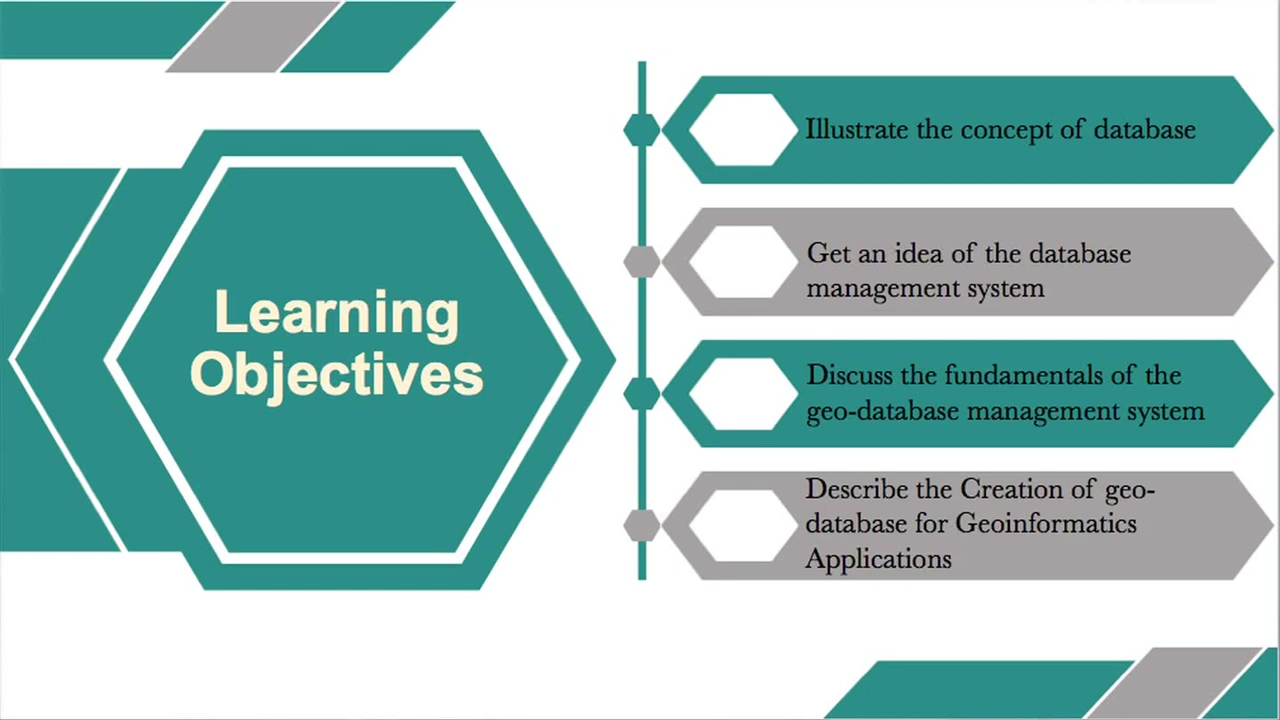 Learning
Objectives
Illustrate the concept of database
Get an idea of the database
management system
Discuss the fundamentals of the
geo-database management system
Describe the Creation of geo-
database for Geoinformatics
Applications